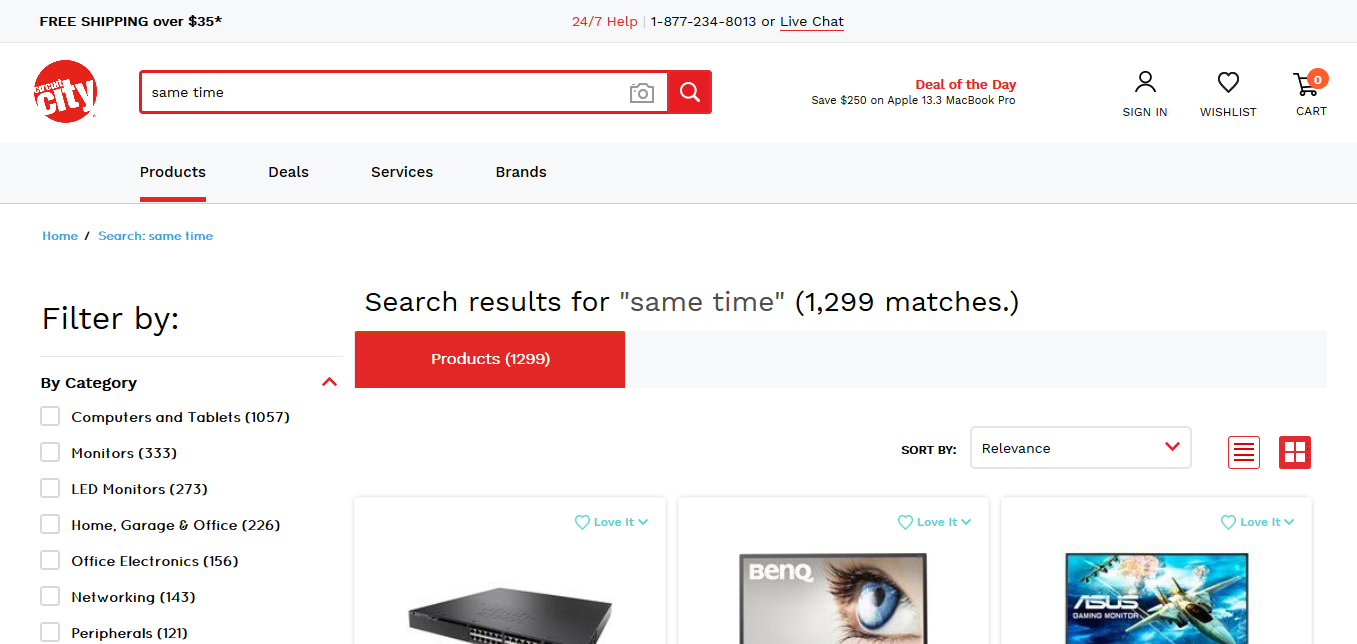 FREE SHIPPING over $35*
24/7 Help | 1-877-234-8013 or Live Chat
circuit
city
same time
Deal of the Day
Save $250 on Apple 13.3 MacBook Pro
SIGN IN
WISHLIST
0
CART
Products
Deals
Services
Brands
Home / Search: same time
Filter by:
By Category
Computers and Tablets (1057)
Monitors (333)
LED Monitors (273)
Home, Garage & Office (226)
Office Electronics (156)
Networking (143)
Peripherals (121)
Search results for "same time" (1,299 matches.)
Products (1299)
SORT BY:
Relevance
Love It
Love It
BenQ
Love It
ASUS
GAMING MONITOR